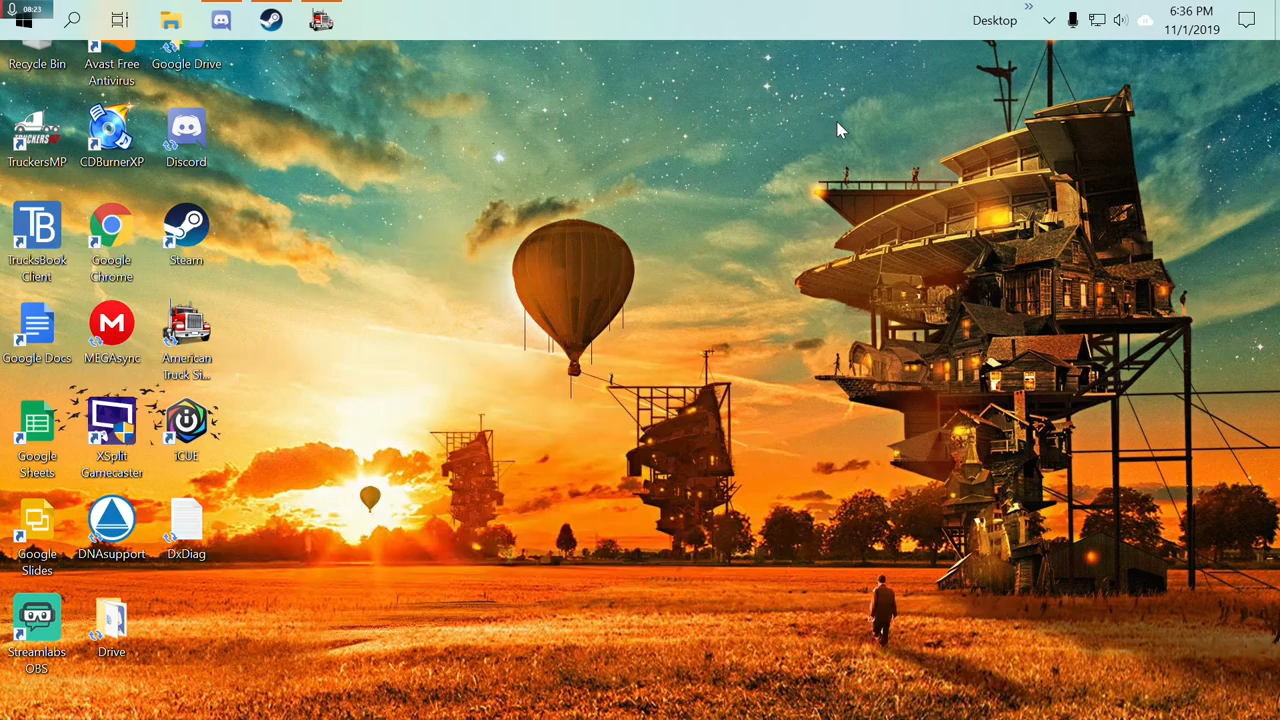 08:23
Desktop
6:36 PM
11/1/2019
Recycle Bin
Avast Free
Antivirus
Google Drive
TRUCKERSMP
TruckersMP
CDBurnerXP
Discord
TB
TrucksBook
Client
Google
Chrome
Steam
Google Docs
M
MEGAsync
American
Truck Si...
Google
Sheets
XSplit
Gamecaster
iCUE
Google
Slides
DNAsupport
DxDiag
Streamlabs
OBS
Drive